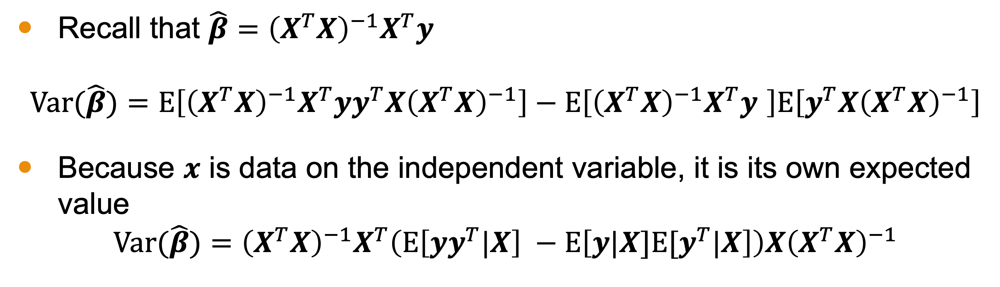 • Recall that $\hat{\boldsymbol{\beta}} = (\boldsymbol{X}^T\boldsymbol{X})^{-1}\boldsymbol{X}^T\boldsymbol{y}$
$\mathrm{Var}(\hat{\boldsymbol{\beta}}) = \mathrm{E}[(\boldsymbol{X}^T\boldsymbol{X})^{-1}\boldsymbol{X}^T\boldsymbol{y}\boldsymbol{y}^T\boldsymbol{X}(\boldsymbol{X}^T\boldsymbol{X})^{-1}] - \mathrm{E}[(\boldsymbol{X}^T\boldsymbol{X})^{-1}\boldsymbol{X}^T\boldsymbol{y}\,]\mathrm{E}[\boldsymbol{y}^T\boldsymbol{X}(\boldsymbol{X}^T\boldsymbol{X})^{-1}]$
• Because $\boldsymbol{x}$ is data on the independent variable, it is its own expected
value
$\mathrm{Var}(\hat{\boldsymbol{\beta}}) = (\boldsymbol{X}^T\boldsymbol{X})^{-1}\boldsymbol{X}^T(\mathrm{E}[\boldsymbol{y}\boldsymbol{y}^T|\boldsymbol{X}] - \mathrm{E}[\boldsymbol{y}|\boldsymbol{X}]\mathrm{E}[\boldsymbol{y}^T|\boldsymbol{X}])\boldsymbol{X}(\boldsymbol{X}^T\boldsymbol{X})^{-1}$